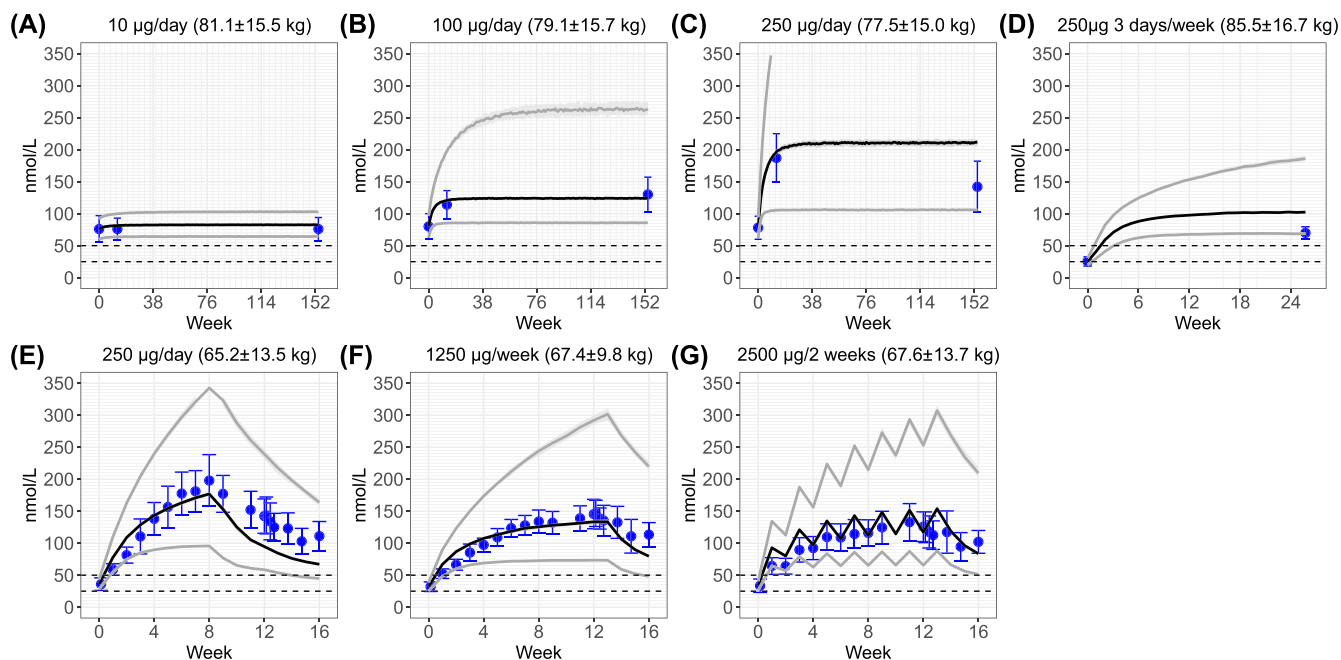 (A) 10 µg/day (81.1±15.5 kg)
350
300
250
200
150
100
50
0
nmol/L
0 38 76 114 152
Week
(B) 100 µg/day (79.1±15.7 kg)
350
300
250
200
150
100
50
0
nmol/L
0 38 76 114 152
Week
(C) 250 µg/day (77.5±15.0 kg)
350
300
250
200
150
100
50
0
nmol/L
0 38 76 114 152
Week
(D) 250µg 3 days/week (85.5±16.7 kg)
350
300
250
200
150
100
50
0
nmol/L
0 6 12 18 24
Week
(E) 250 µg/day (65.2±13.5 kg)
350
300
250
200
150
100
50
0
nmol/L
0 4 8 12 16
Week
(F) 1250 µg/week (67.4±9.8 kg)
350
300
250
200
150
100
50
0
nmol/L
0 4 8 12 16
Week
(G) 2500 µg/2 weeks (67.6±13.7 kg)
350
300
250
200
150
100
50
0
nmol/L
0 4 8 12 16
Week